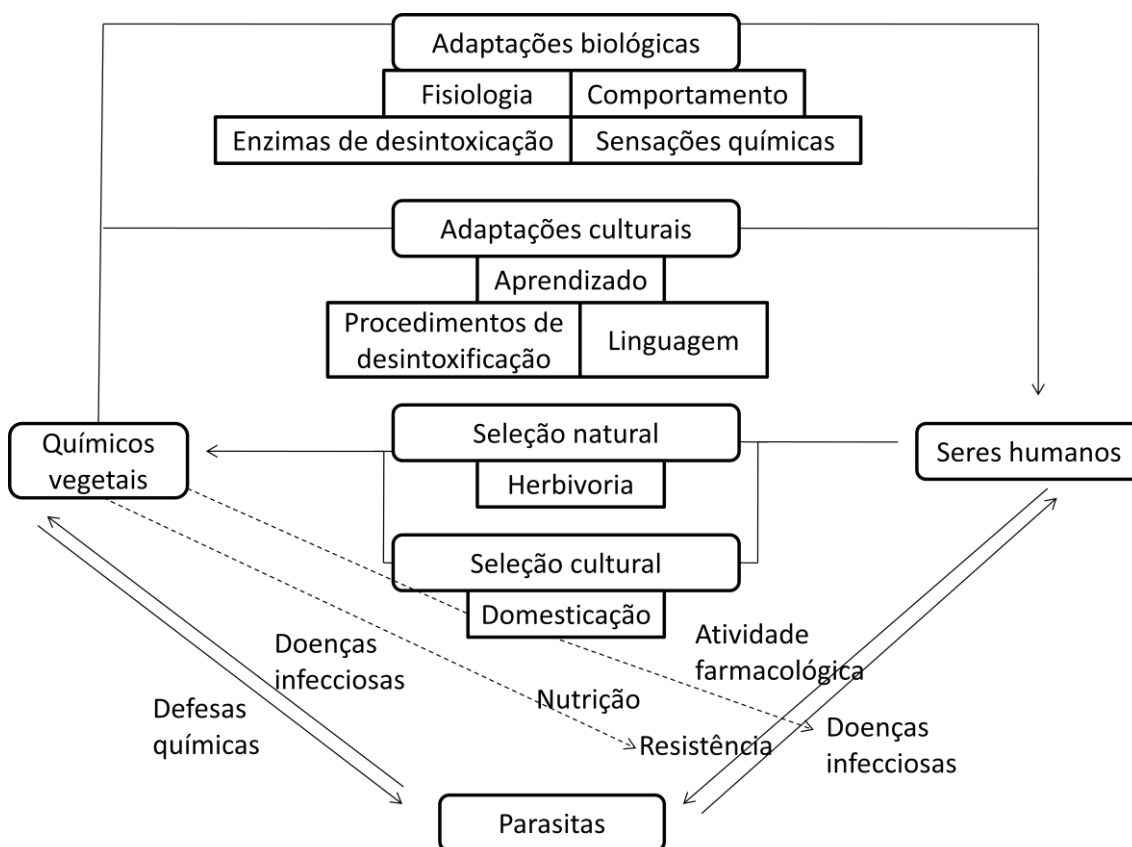 Adaptações biológicas
Fisiologia
Comportamento
Enzimas de desintoxicação
Sensações químicas
Adaptações culturais
Aprendizado
Procedimentos de
desintoxificação
Linguagem
Seleção natural
Herbivoria
Químicos
vegetais
Seres humanos
Seleção cultural
Domesticação
Doenças
infecciosas
Atividade
farmacológica
Defesas
químicas
Nutrição
Resistência
Doenças
infecciosas
Parasitas